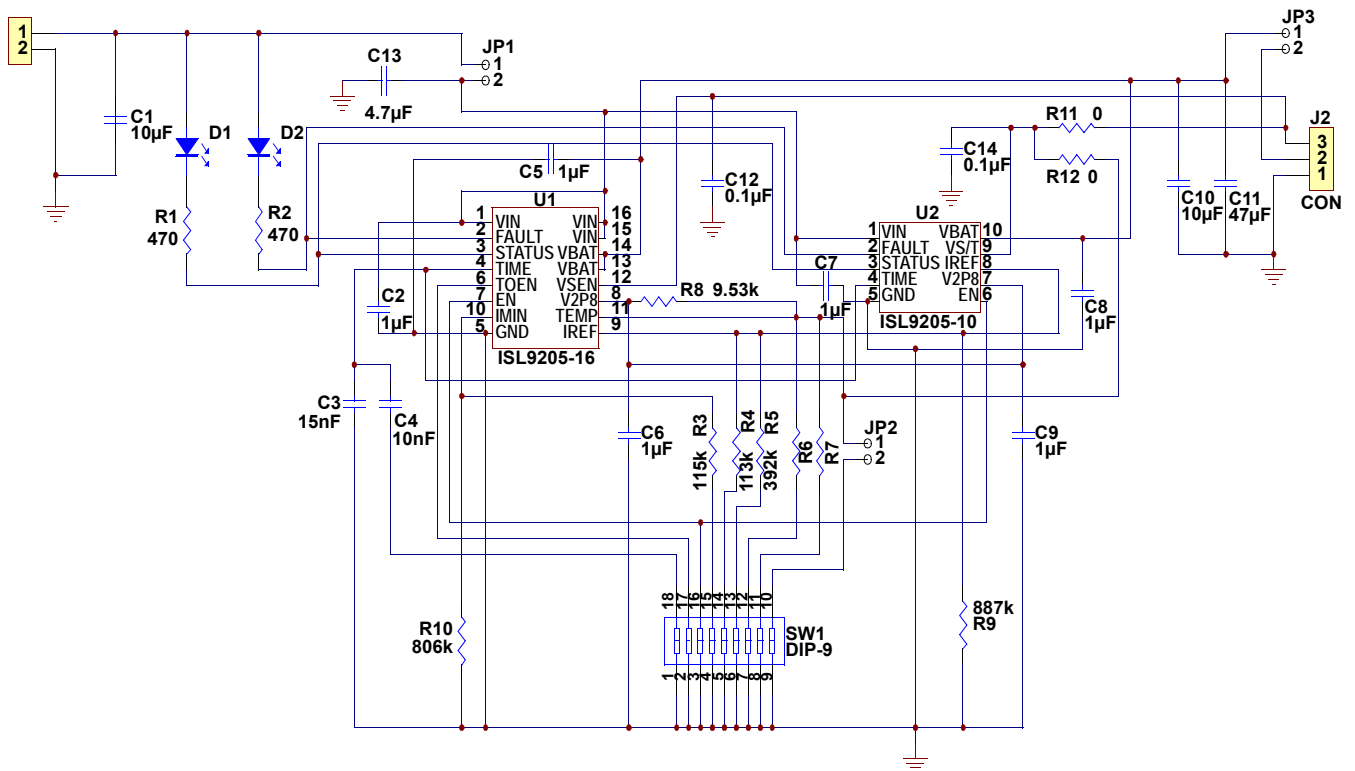 1
2
C1
10µF
D1
D2
R1
470
R2
470
C13
4.7µF
JP1
1
2
C5
1µF
U1
1 VIN VIN 16
2 FAULT VIN 15
3 STATUS VBAT 14
4 TIME VBAT 13
6 TOEN VSEN 12
7 EN V2P8 8
10 IMIN TEMP 11
5 GND IREF 9
ISL9205-16
C2
1µF
C3
15nF
C4
10nF
C12
0.1µF
R8 9.53k
C7
1µF
U2
1 VIN VBAT 10
2 FAULT VS/T 9
3 STATUS IREF 8
4 TIME V2P8 7
5 GND EN 6
ISL9205-10
C14
0.1µF
R11 0
R12 0
JP3
1
2
J2
3
2
1
CON
C10
10µF
C11
47µF
C8
1µF
C6
1µF
R3
115k
R4
113k
R5
392k
R6
R7
JP2
1
2
C9
1µF
R10
806k
18 17 16 15 14 13 12 11 10
SW1
DIP-9
1 2 3 4 5 6 7 8 9
887k
R9